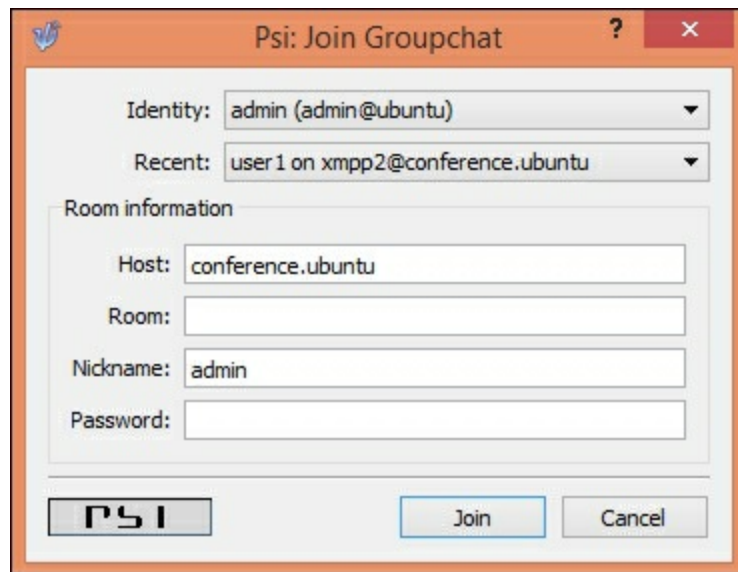 Psi: Join Groupchat ? ×
Identity: admin (admin@ubuntu)
Recent: user1 on xmpp2@conference.ubuntu
Room information
Host: conference.ubuntu
Room:
Nickname: admin
Password:
PSI Join Cancel